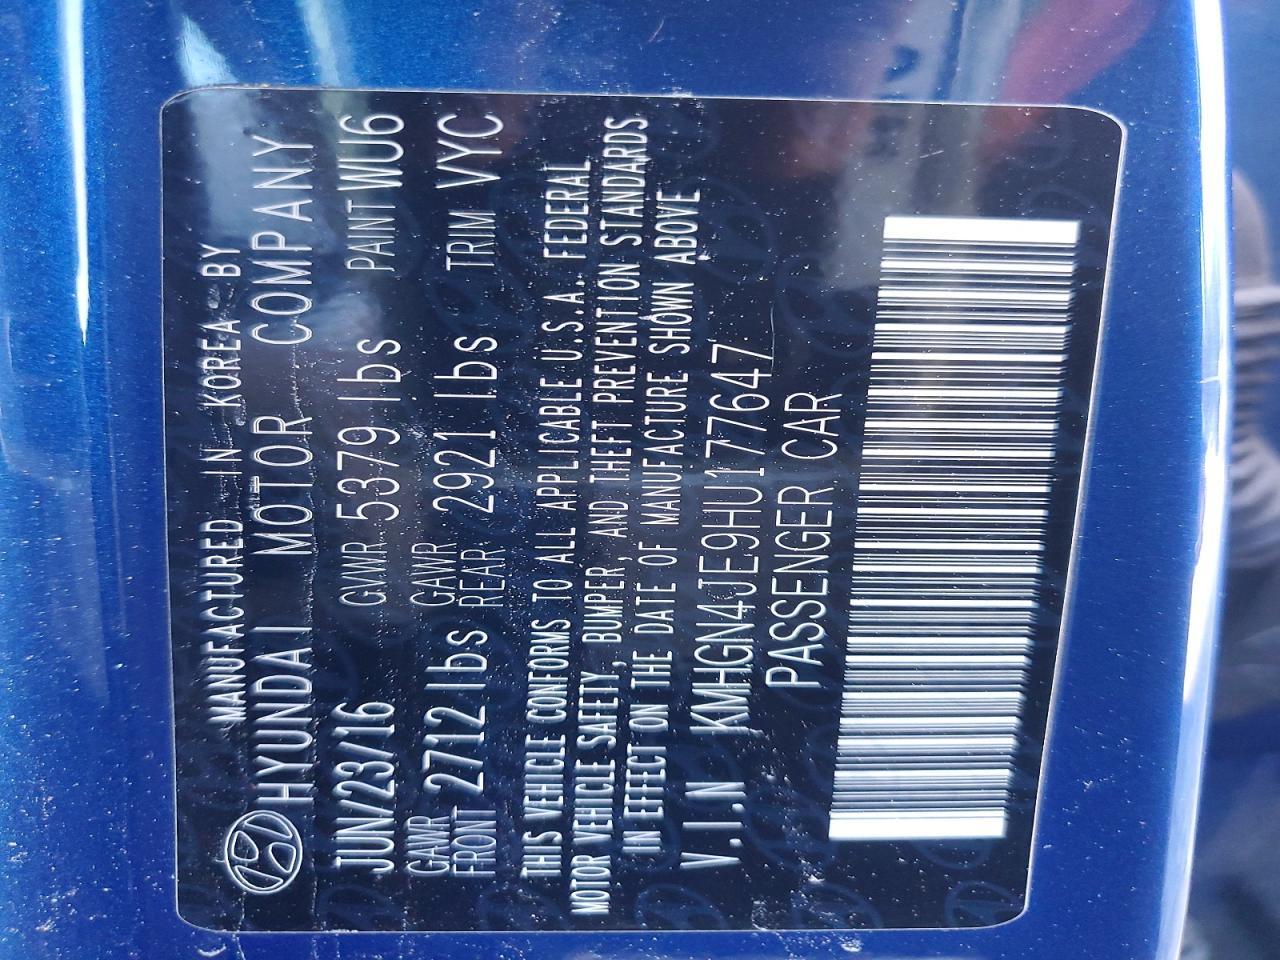 MANUFACTURED IN KOREA BY
HYUNDAI MOTOR COMPANY
JUN/23/16 GVWR 5379 lbs PAINT WU6
GAWR FRONT 2712 lbs GAWR REAR 2921 lbs TRIM VYC
THIS VEHICLE CONFORMS TO ALL APPLICABLE U.S.A. FEDERAL
MOTOR VEHICLE SAFETY, BUMPER, AND THEFT PREVENTION STANDARDS
IN EFFECT ON THE DATE OF MANUFACTURE SHOWN ABOVE
V.I.N KMHGN4JE9HU177647
PASSENGER CAR